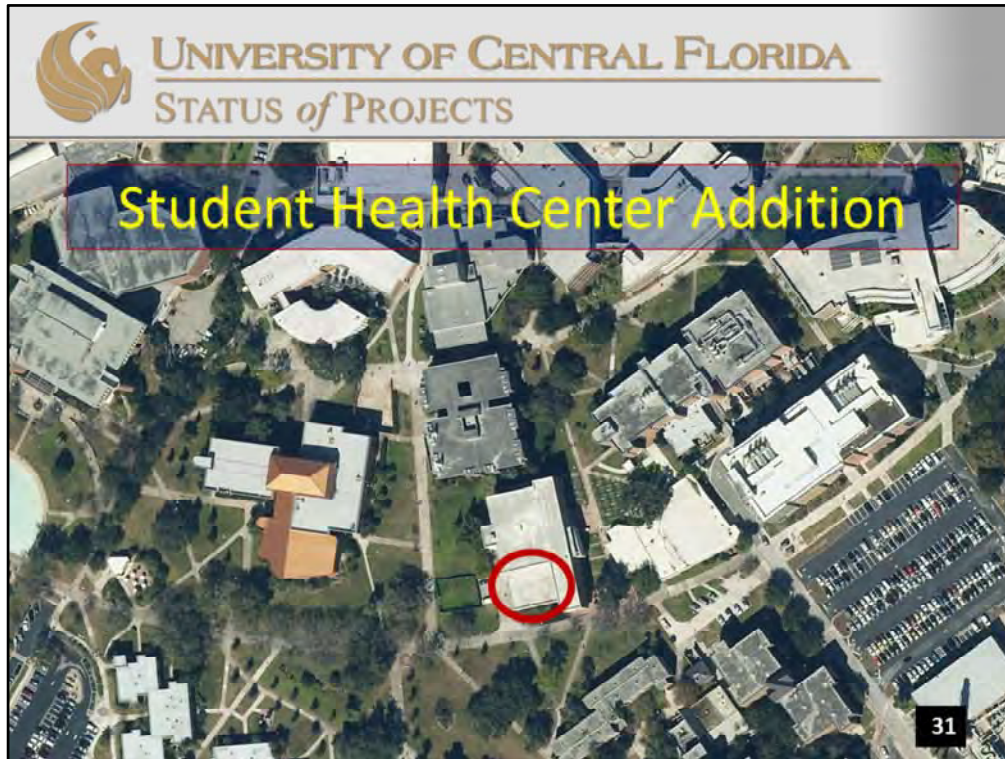 UNIVERSITY OF CENTRAL FLORIDA
STATUS of PROJECTS
Student Health Center Addition
31